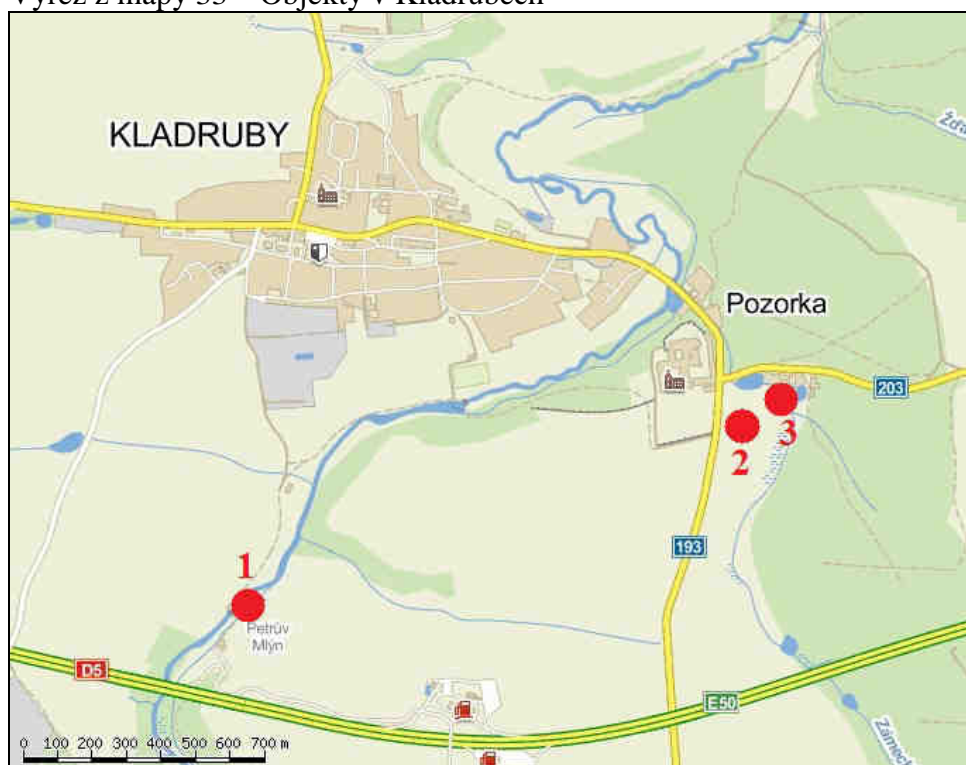 Výřez z mapy 33 – Objekty v Kladrubech
KLADRUBY
Pozorka
203
2
3
193
1
Petrův
Mlýn
D5
E50
0 100 200 300 400 500 600 700 m